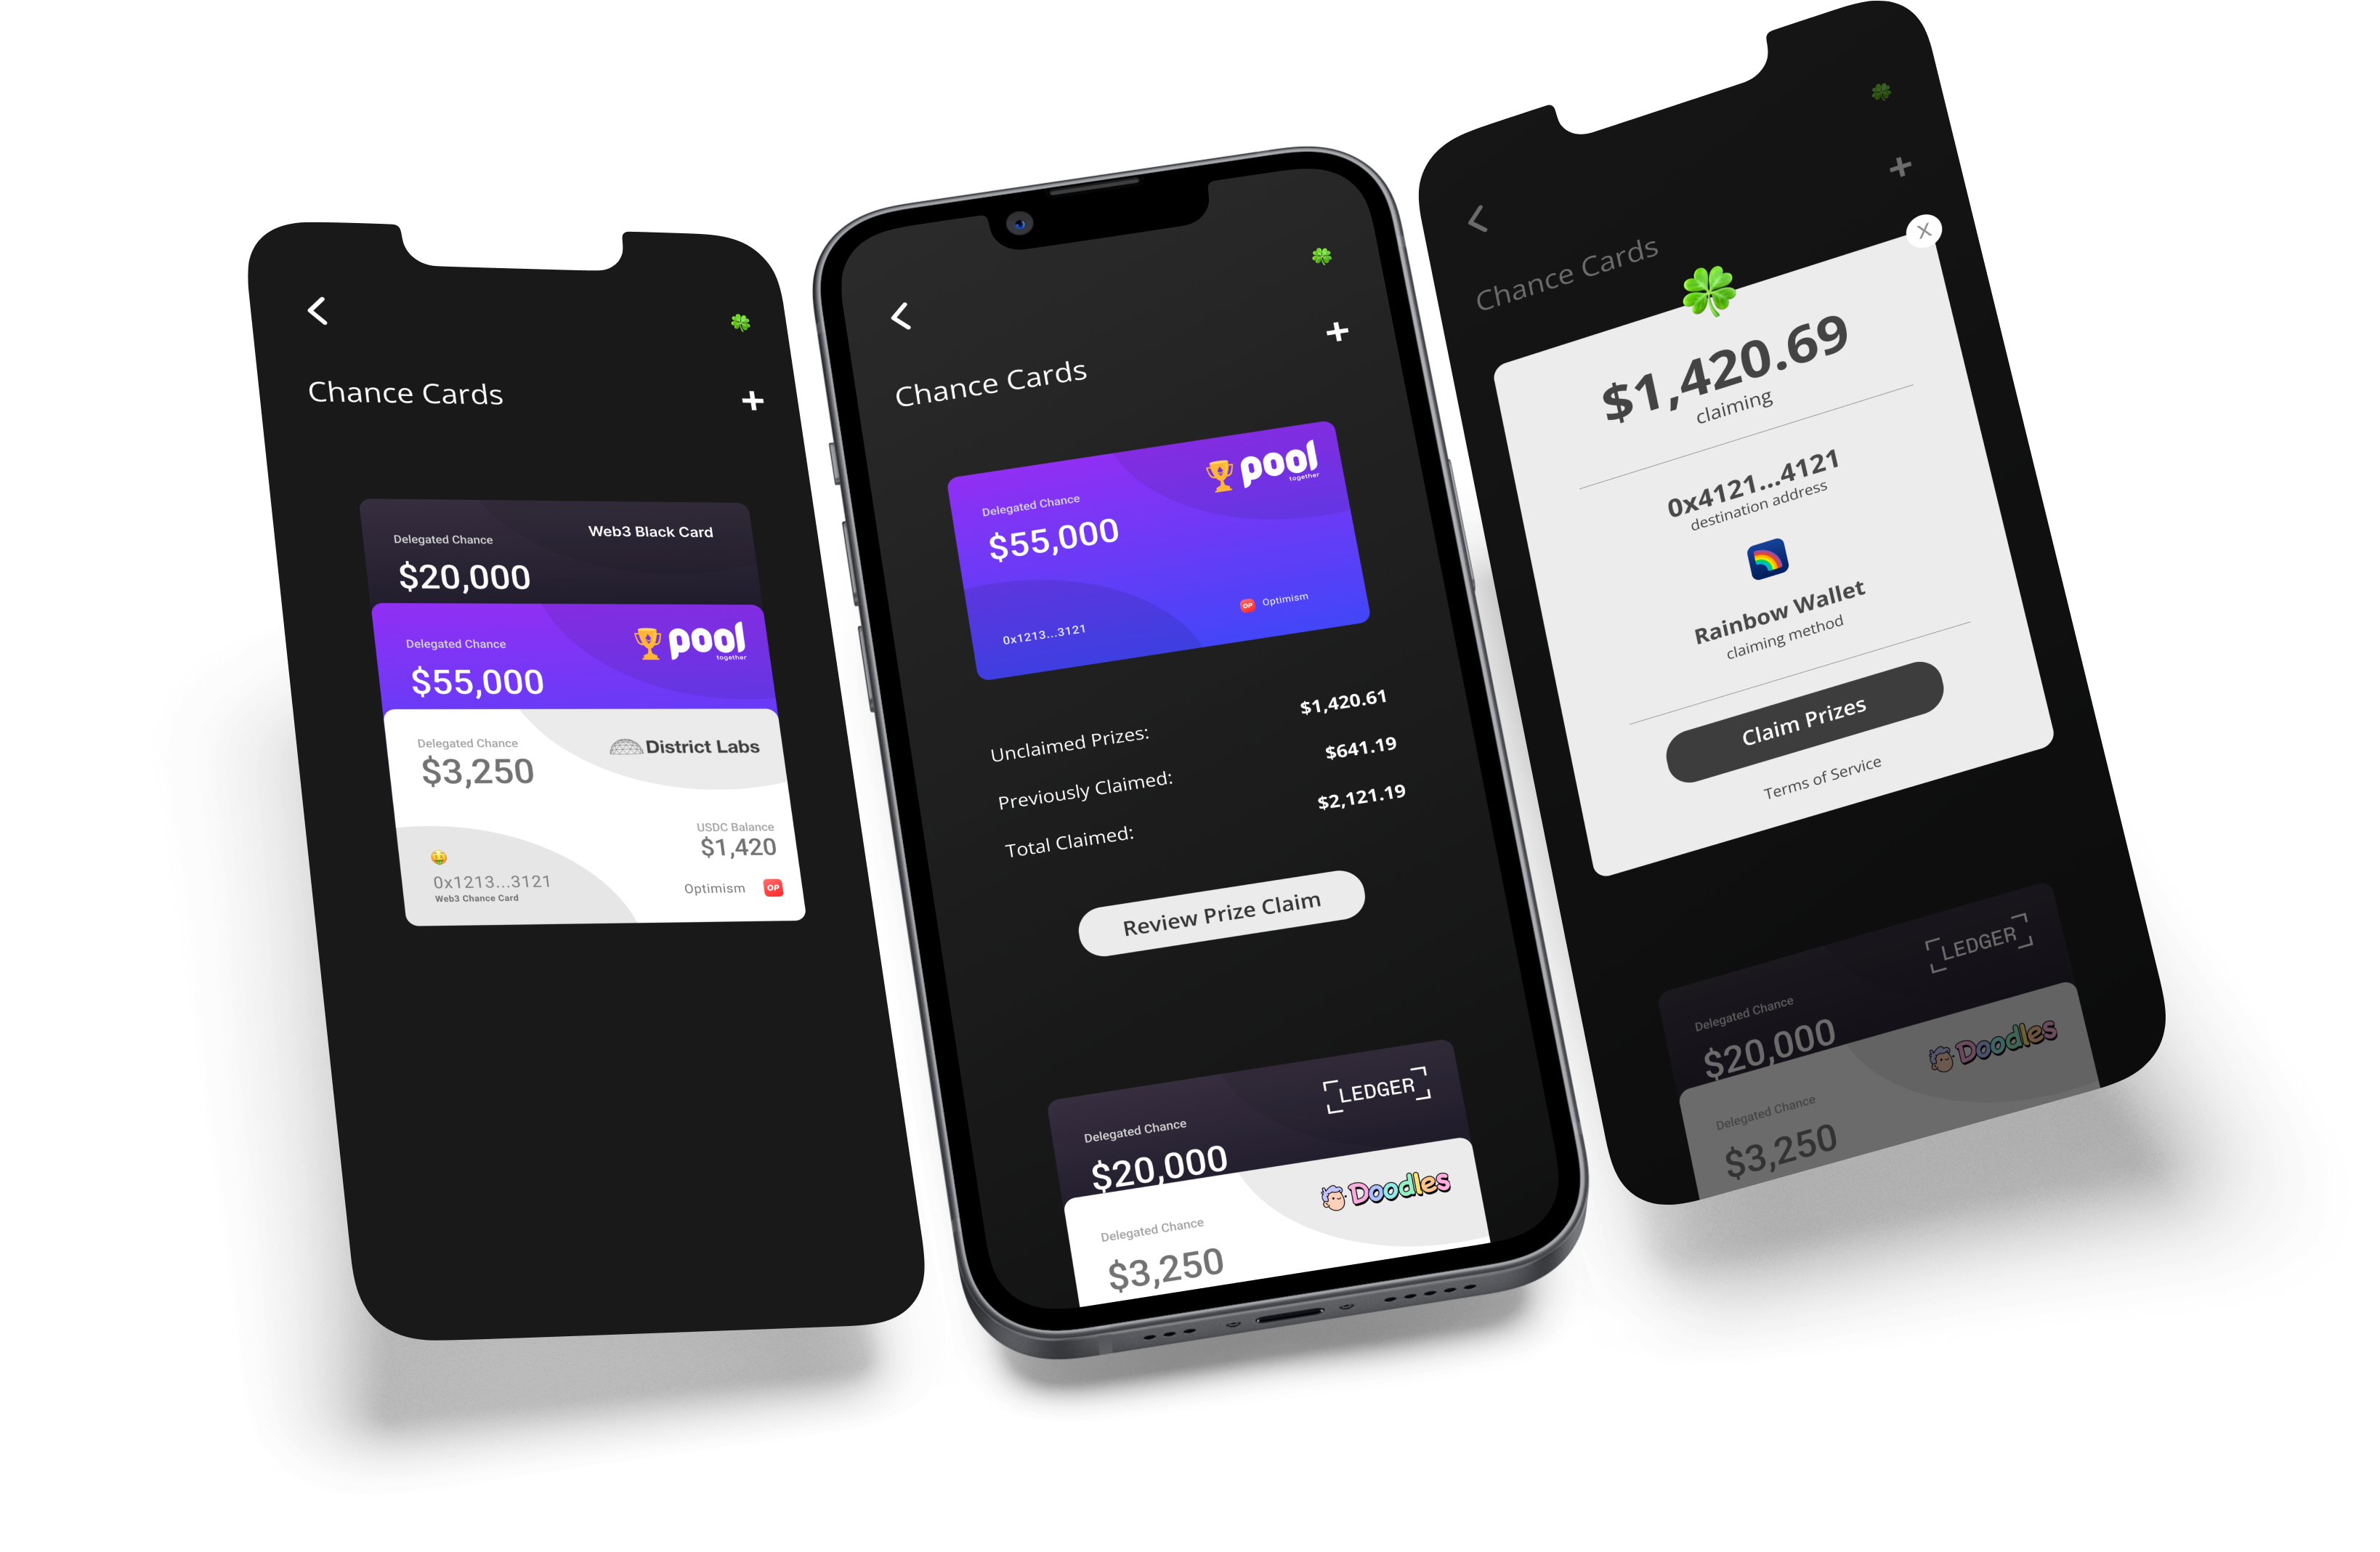 Chance Cards
+
Delegated Chance
Web3 Black Card
$20,000
Delegated Chance
pool
together
$55,000
Delegated Chance
District Labs
$3,250
USDC Balance
$1,420
0x1213...3121
Web3 Chance Card
Optimism
OP
Chance Cards
+
Delegated Chance
pool
together
$55,000
0x1213...3121
OP
Optimism
Unclaimed Prizes: $1,420.61
Previously Claimed: $641.19
Total Claimed: $2,121.19
Review Prize Claim
Delegated Chance
LEDGER
$20,000
Delegated Chance
Doodles
$3,250
+
Chance Cards
X
$1,420.69
claiming
0x4121...4121
destination address
Rainbow Wallet
claiming method
Claim Prizes
Terms of Service
Delegated Chance
LEDGER
$20,000
Delegated Chance
Doodles
$3,250